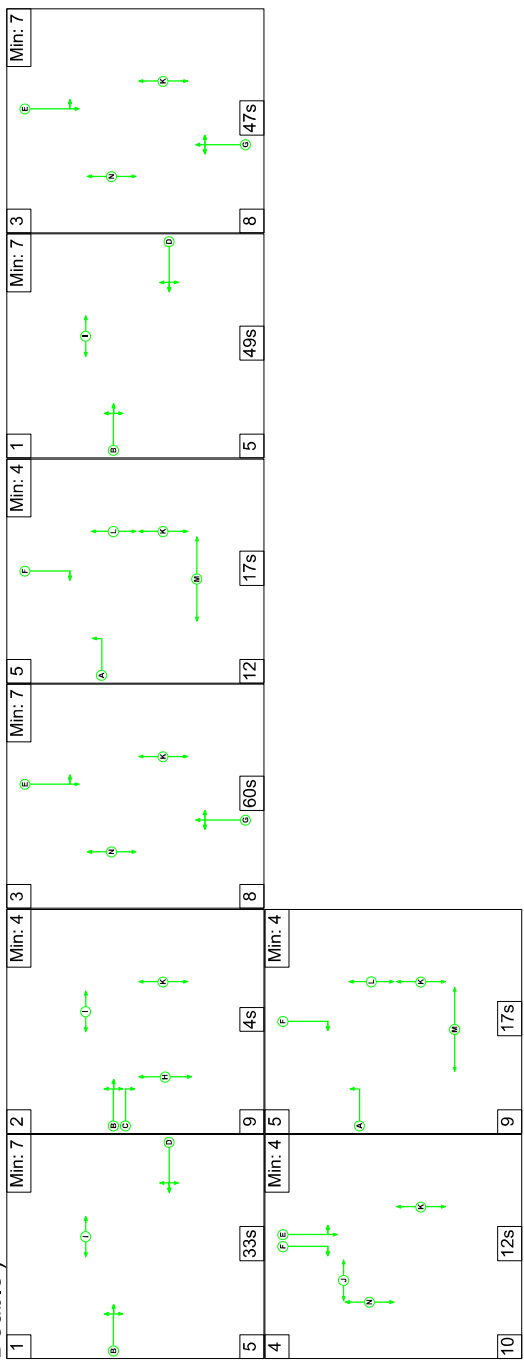 1 Min: 7
I
B
D
5 33s
2 Min: 4
I
B
C
H K
9 4s
3 Min: 7
E
N
K
G
8 60s
5 Min: 4
F
A
L
K
M
12 17s
1 Min: 7
I
B
D
5 49s
3 Min: 7
E
K
N
G
8 47s
4 Min: 4
F E
J
N
K
10 12s
5 Min: 4
F
A
L
K
M
9 17s